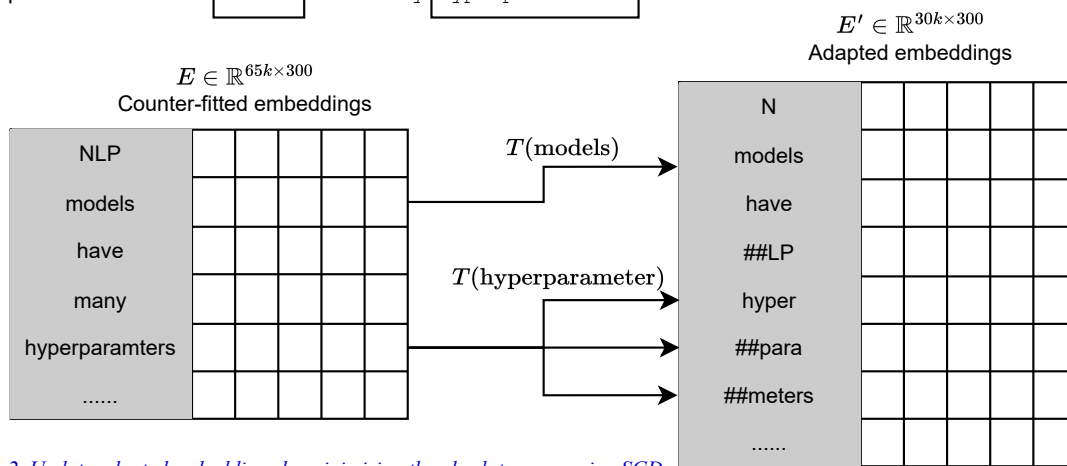 E′ ∈ ℝ^{30k×300}
Adapted embeddings
E ∈ ℝ^{65k×300}
Counter-fitted embeddings
NLP
models
have
many
hyperparamters
......
T(models)
T(hyperparameter)
N
models
have
##LP
hyper
##para
##meters
......